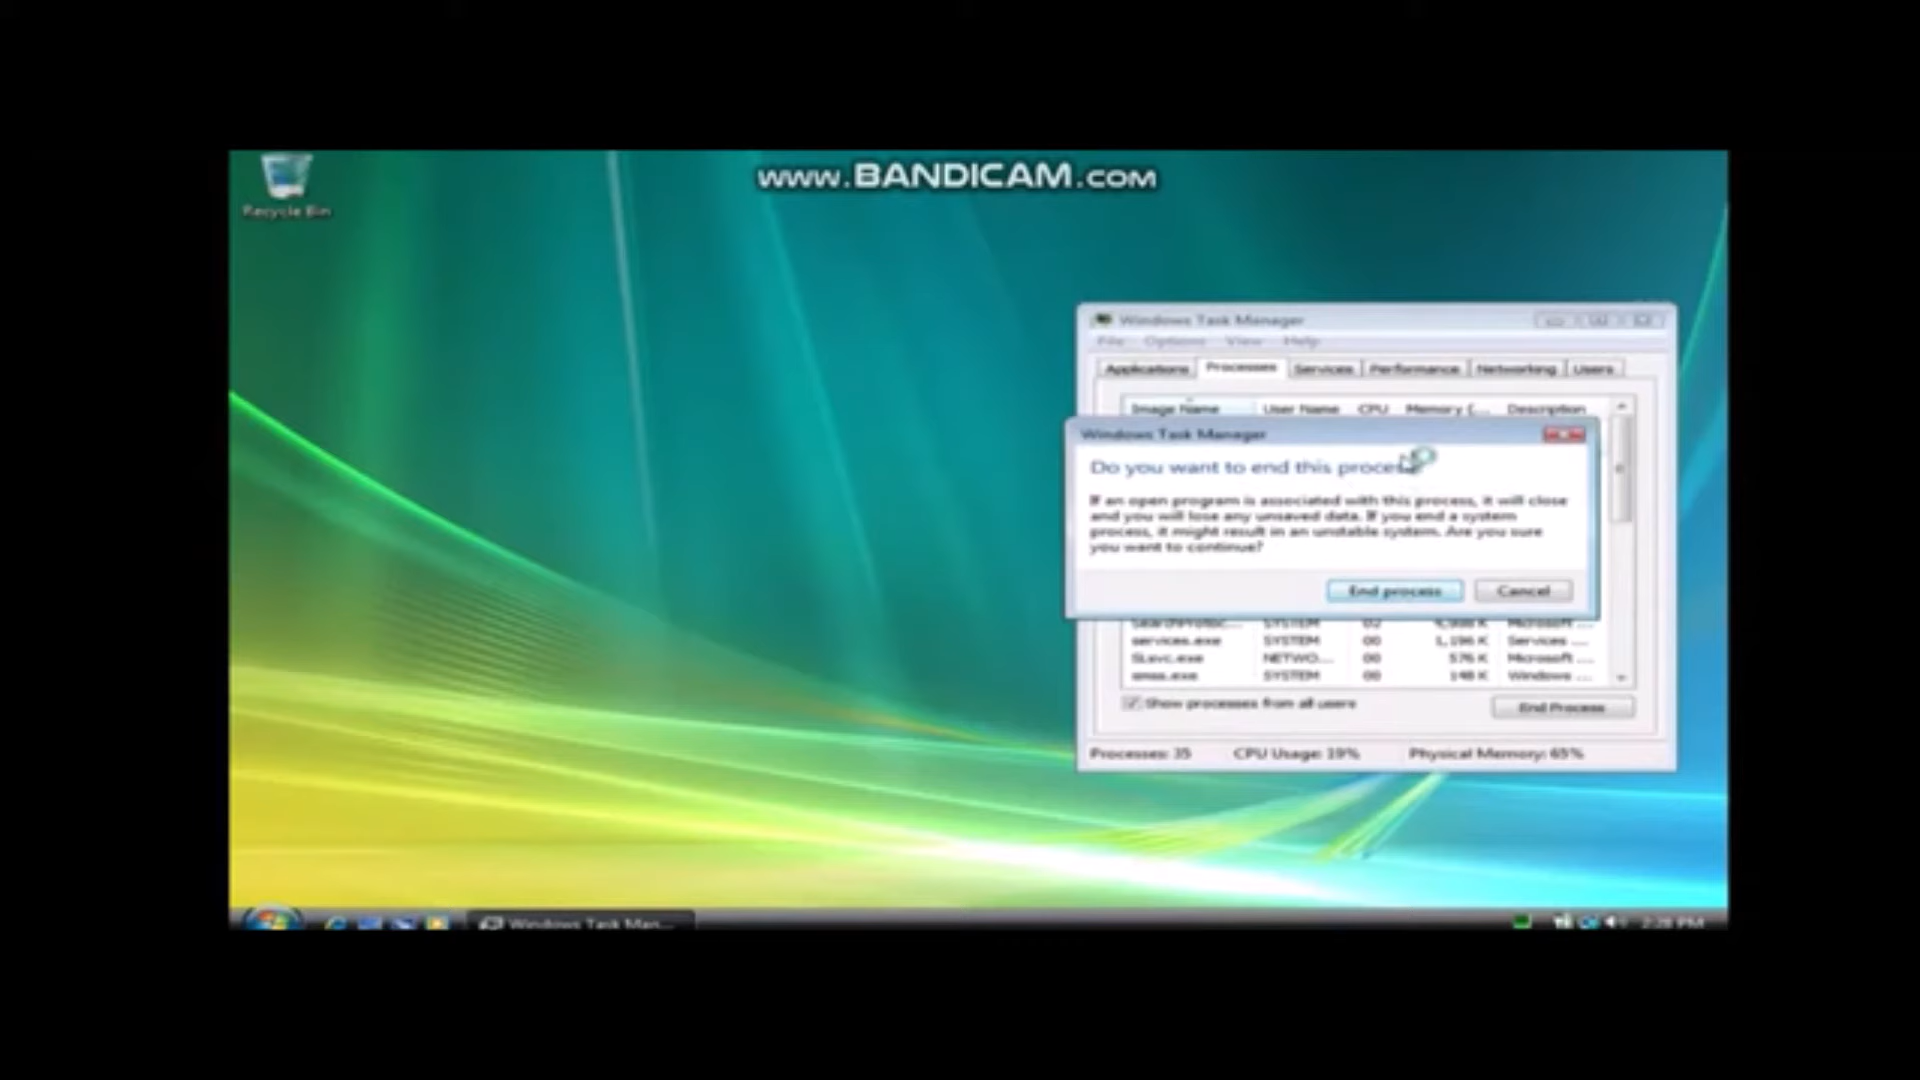 www.BANDICAM.com
Recycle Bin
Windows Task Manager
File Options View Help
Applications Processes Services Performance Networking Users
Image Name User Name CPU Memory (... Description
Windows Task Manager
Do you want to end this proces
If an open program is associated with this process, it will close
and you will lose any unsaved data. If you end a system
process, it might result in an unstable system. Are you sure
you want to continue?
End process Cancel
SearchProtoc... SYSTEM 02 Microsoft ...
services.exe SYSTEM 00 1,196 K Services ...
SLsvc.exe NETWO... 00 576 K Microsoft ...
smss.exe SYSTEM 00 148 K Windows ...
Show processes from all users End Process
Processes: 35 CPU Usage: 19% Physical Memory: 65%
Windows Task Man... 2:28 PM